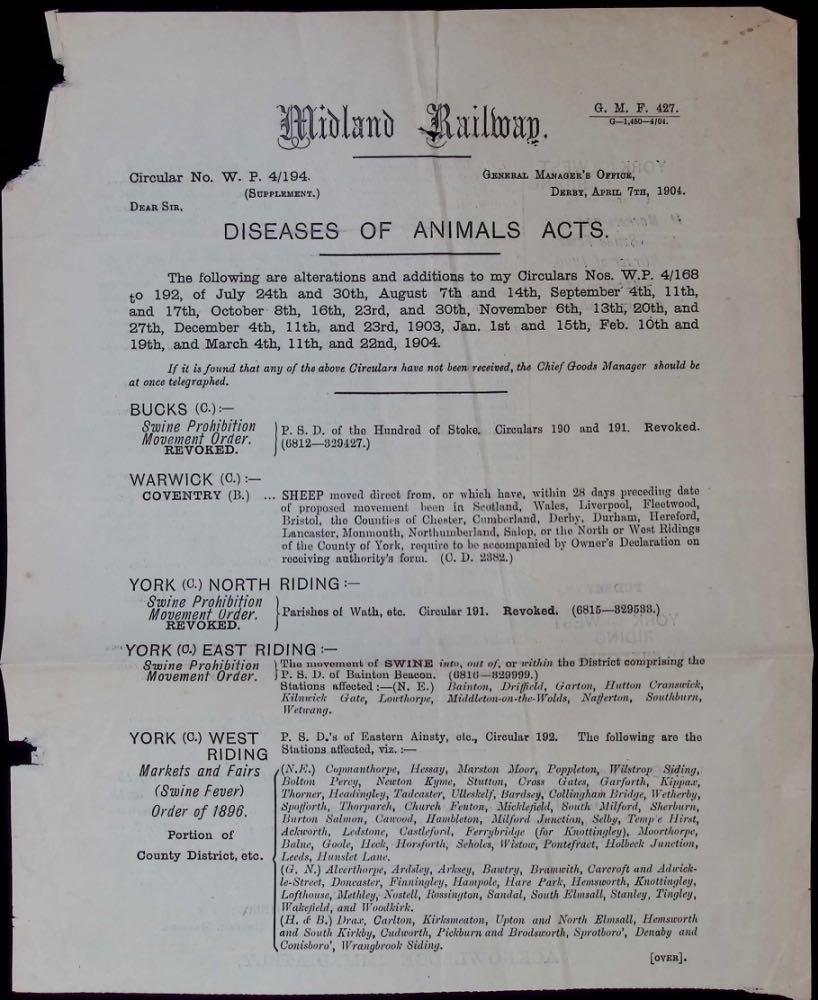 Midland Railway.
G. M. F. 427.
G—1,450—4/04.
Circular No. W. P. 4/194.
(SUPPLEMENT.)
GENERAL MANAGER'S OFFICE,
DERBY, APRIL 7TH, 1904.
DEAR SIR,
DISEASES OF ANIMALS ACTS.
The following are alterations and additions to my Circulars Nos. W.P. 4/168
to 192, of July 24th and 30th, August 7th and 14th, September 4th, 11th,
and 17th, October 8th, 16th, 23rd, and 30th, November 6th, 13th, 20th, and
27th, December 4th, 11th, and 23rd, 1903, Jan. 1st and 15th, Feb. 10th and
19th, and March 4th, 11th, and 22nd, 1904.
If it is found that any of the above Circulars have not been received, the Chief Goods Manager should be
at once telegraphed.
BUCKS (C.):—
Swine Prohibition
Movement Order.
REVOKED.
P. S. D. of the Hundred of Stoke. Circulars 190 and 191. Revoked.
(6812—329427.)
WARWICK (C.):—
COVENTRY (B.) ... SHEEP moved direct from, or which have, within 28 days preceding date
of proposed movement been in Scotland, Wales, Liverpool, Fleetwood,
Bristol, the Counties of Chester, Cumberland, Derby, Durham, Hereford,
Lancaster, Monmouth, Northumberland, Salop, or the North or West Ridings
of the County of York, require to be accompanied by Owner's Declaration on
receiving authority's form. (C. D. 2382.)
YORK (C.) NORTH RIDING:—
Swine Prohibition
Movement Order.
REVOKED.
Parishes of Wath, etc. Circular 191. Revoked. (6815—329533.)
YORK (C.) EAST RIDING:—
Swine Prohibition
Movement Order.
The movement of SWINE into, out of, or within the District comprising the
P. S. D. of Bainton Beacon. (6816—329999.)
Stations affected:—(N. E.) Bainton, Driffield, Garton, Hutton Cranswick,
Kilnwick Gate, Lowthorpe, Middleton-on-the-Wolds, Nafferton, Southburn,
Wetwang.
YORK (C.) WEST
RIDING
Markets and Fairs
(Swine Fever)
Order of 1896.
Portion of
County District, etc.
P. S. D.'s of Eastern Ainsty, etc., Circular 192. The following are the
Stations affected, viz.:—
(N.E.) Copmanthorpe, Hessay, Marston Moor, Poppleton, Wilstrop Siding,
Bolton Percy, Newton Kyme, Stutton, Cross Gates, Garforth, Kippax,
Thorner, Headingley, Tadcaster, Ulleskelf, Bardsey, Collingham Bridge, Wetherby,
Spofforth, Thorparch, Church Fenton, Micklefield, South Milford, Sherburn,
Burton Salmon, Cawood, Hambleton, Milford Junction, Selby, Temple Hirst,
Ackworth, Ledstone, Castleford, Ferrybridge (for Knottingley), Moorthorpe,
Balne, Goole, Heck, Horsforth, Scholes, Wistow, Pontefract, Holbeck Junction,
Leeds, Hunslet Lane.
(G. N.) Alverthorpe, Ardsley, Arksey, Bawtry, Bramwith, Carcroft and Adwick-
le-Street, Doncaster, Finningley, Hampole, Hare Park, Hemsworth, Knottingley,
Lofthouse, Methley, Nostell, Rossington, Sandal, South Elmsall, Stanley, Tingley,
Wakefield, and Woodkirk.
(H. & B.) Drax, Carlton, Kirksmeaton, Upton and North Elmsall, Hemsworth
and South Kirkby, Cudworth, Pickburn and Brodsworth, Sprotboro', Denaby and
Conisboro', Wrangbrook Siding.
[OVER].